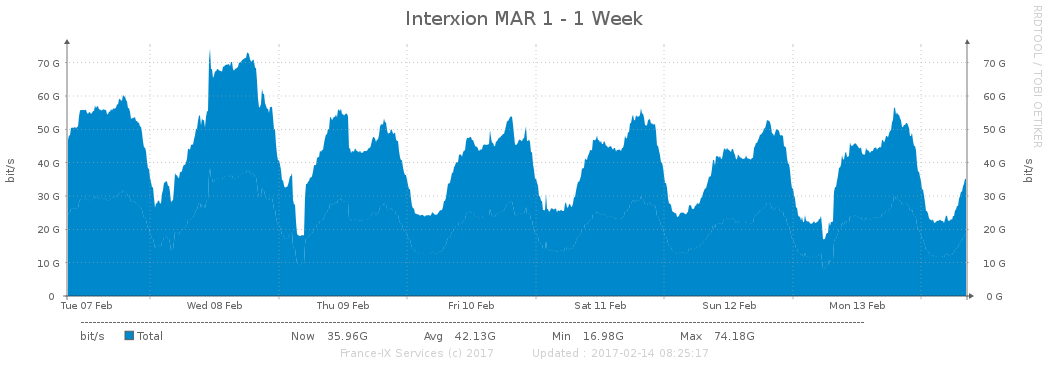 Interxion MAR 1 - 1 Week
RRDTOOL / TOBI OETIKER
bit/s
bit/s
70 G 70 G
60 G 60 G
50 G 50 G
40 G 40 G
30 G 30 G
20 G 20 G
10 G 10 G
0 0 G
Tue 07 Feb Wed 08 Feb Thu 09 Feb Fri 10 Feb Sat 11 Feb Sun 12 Feb Mon 13 Feb
bit/s Total Now 35.96G Avg 42.13G Min 16.98G Max 74.18G
France-IX Services (c) 2017 Updated : 2017-02-14 08:25:17